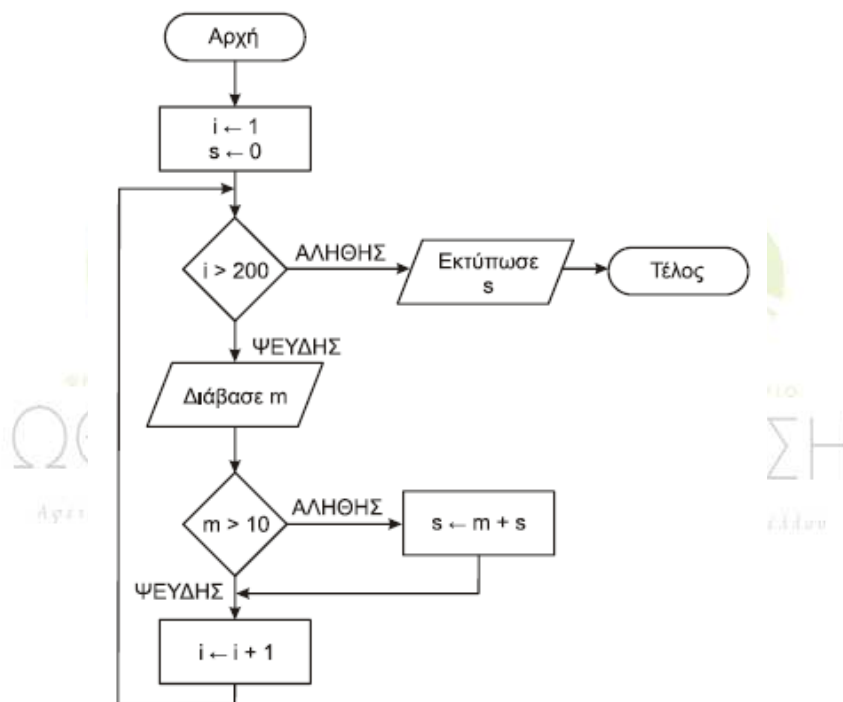 Αρχή
i ← 1
s ← 0
i > 200
ΑΛΗΘΗΣ
Εκτύπωσε
s
Τέλος
ΨΕΥΔΗΣ
Διάβασε m
m > 10
ΑΛΗΘΗΣ
s ← m + s
ΨΕΥΔΗΣ
i ← i + 1